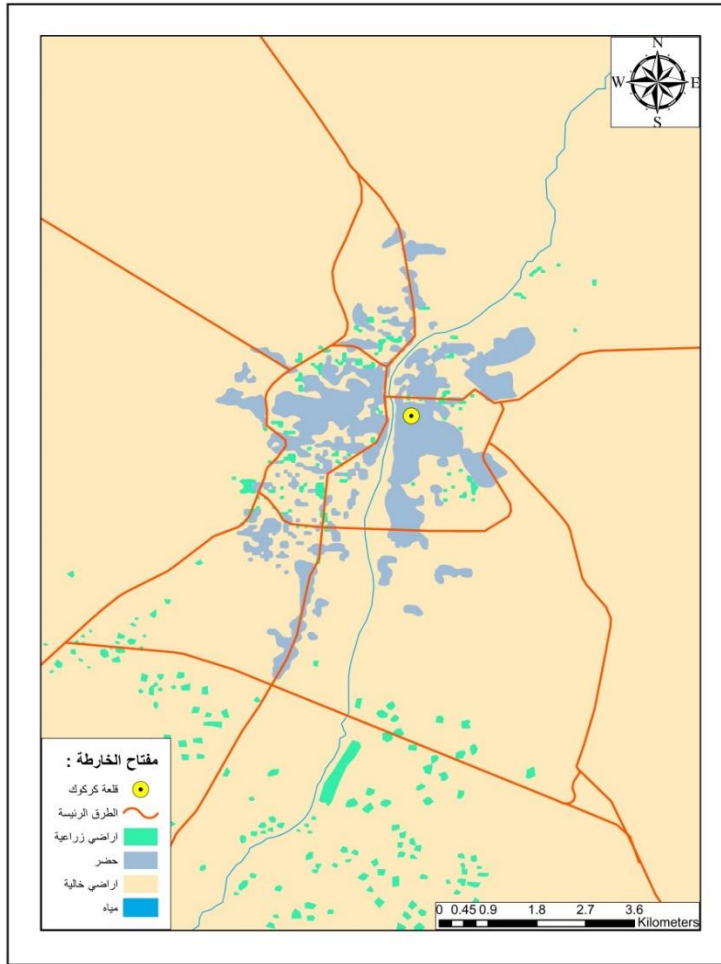 N
W E
S
مفتاح الخارطة :
قلعة كركوك
الطرق الرئيسة
اراضي زراعية
حضر
اراضي خالية
مياه
0 0.45 0.9 1.8 2.7 3.6
Kilometers